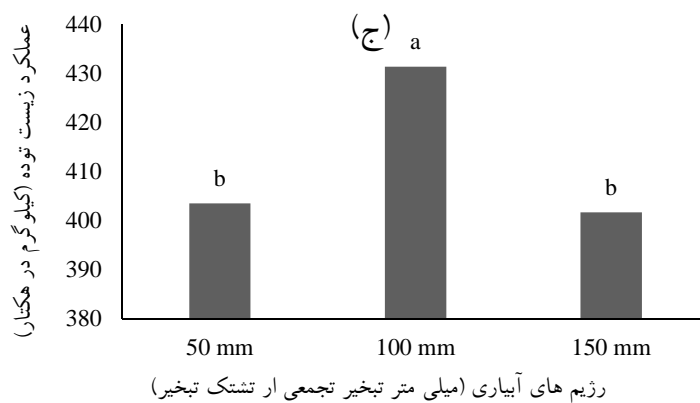 (ج)
عملکرد زیست توده (کیلوگرم در هکتار)
440
430
420
410
400
390
380
b
a
b
50 mm
100 mm
150 mm
رژیم های آبیاری (میلی متر تبخیر تجمعی ار تشتک تبخیر)